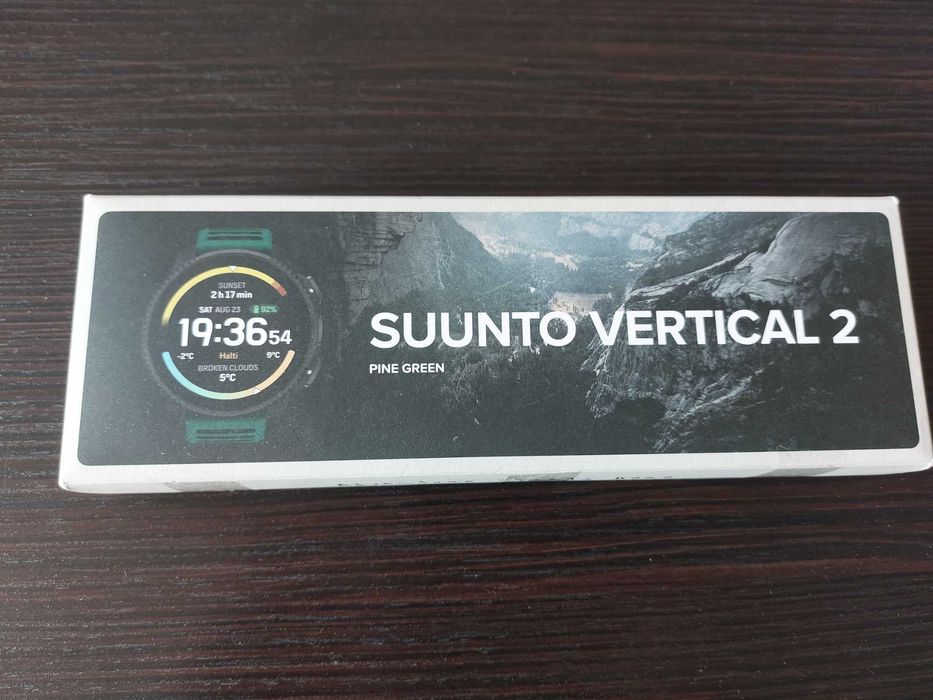 SUNSET
2 h 17 min
SAT AUG 23 92%
19:36 54
-2°C Halti 9°C
BROKEN CLOUDS
5°C
SUUNTO VERTICAL 2
PINE GREEN